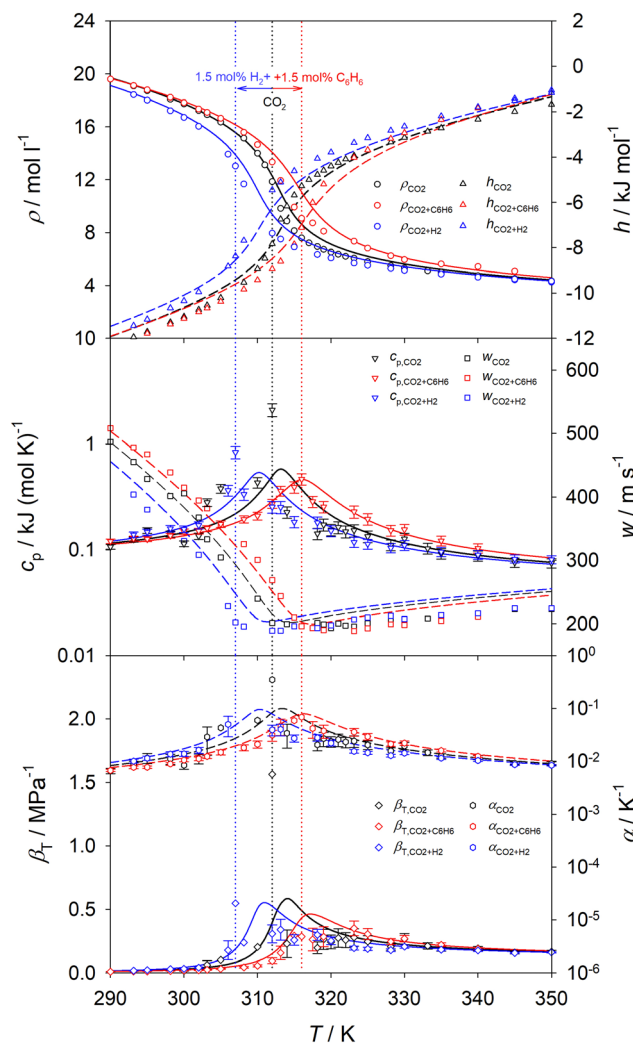 24
20
16
12
8
4
10
ρ / mol l⁻¹
2
0
-2
-4
-6
-8
-10
-12
h / kJ mol⁻¹
1.5 mol% H₂+ +1.5 mol% C₆H₆
CO₂
ρCO2 hCO2
ρCO2+C6H6 hCO2+C6H6
ρCO2+H2 hCO2+H2
1
0.1
0.01
cp / kJ (mol K)⁻¹
600
500
400
300
200
10⁰
w / m s⁻¹
cp,CO2 wCO2
cp,CO2+C6H6 wCO2+C6H6
cp,CO2+H2 wCO2+H2
2.0
1.5
1.0
0.5
0.0
βT / MPa⁻¹
10⁻¹
10⁻²
10⁻³
10⁻⁴
10⁻⁵
10⁻⁶
α / K⁻¹
βT,CO2 αCO2
βT,CO2+C6H6 αCO2+C6H6
βT,CO2+H2 αCO2+H2
290 300 310 320 330 340 350
T / K